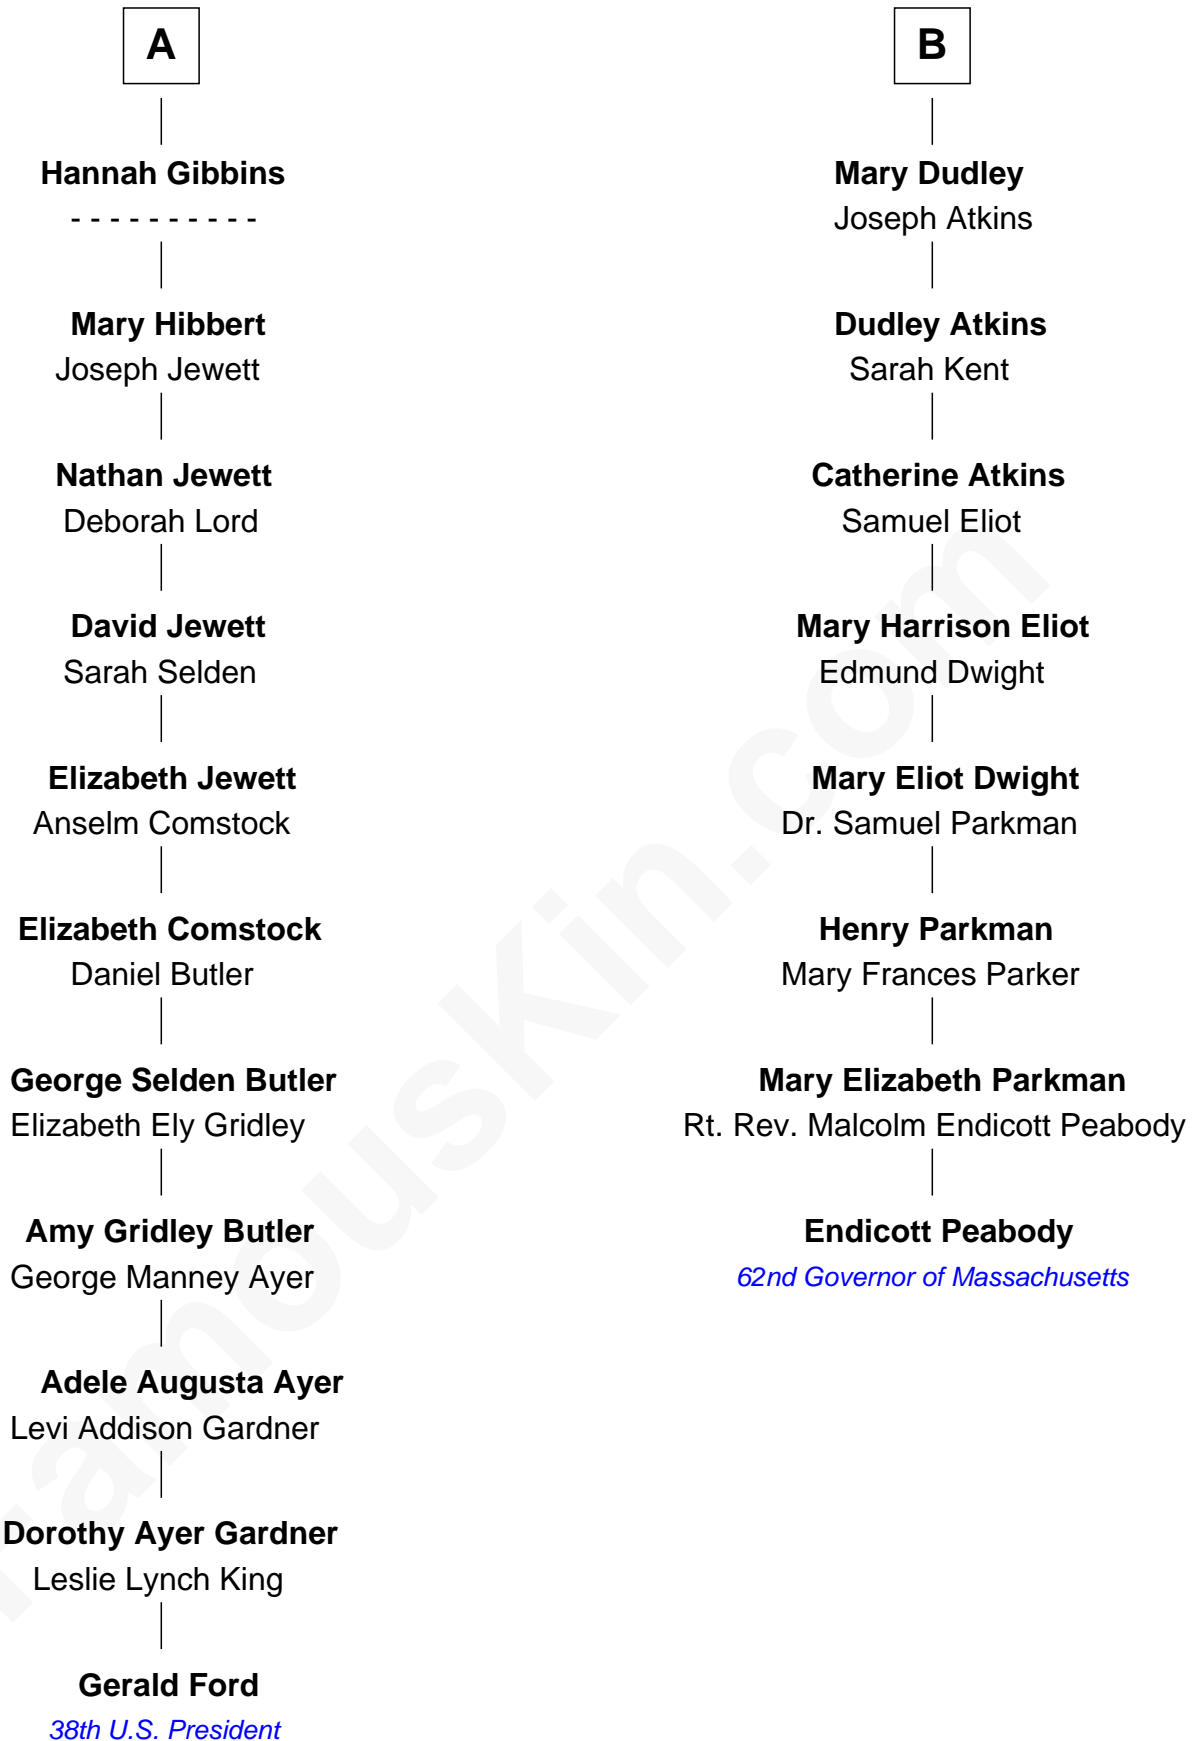 A
Hannah Gibbins
- - - - - - - - - -
Mary Hibbert
Joseph Jewett
Nathan Jewett
Deborah Lord
David Jewett
Sarah Selden
Elizabeth Jewett
Anselm Comstock
Elizabeth Comstock
Daniel Butler
George Selden Butler
Elizabeth Ely Gridley
Amy Gridley Butler
George Manney Ayer
Adele Augusta Ayer
Levi Addison Gardner
Dorothy Ayer Gardner
Leslie Lynch King
Gerald Ford
38th U.S. President
B
Mary Dudley
Joseph Atkins
Dudley Atkins
Sarah Kent
Catherine Atkins
Samuel Eliot
Mary Harrison Eliot
Edmund Dwight
Mary Eliot Dwight
Dr. Samuel Parkman
Henry Parkman
Mary Frances Parker
Mary Elizabeth Parkman
Rt. Rev. Malcolm Endicott Peabody
Endicott Peabody
62nd Governor of Massachusetts
FamousKin.com